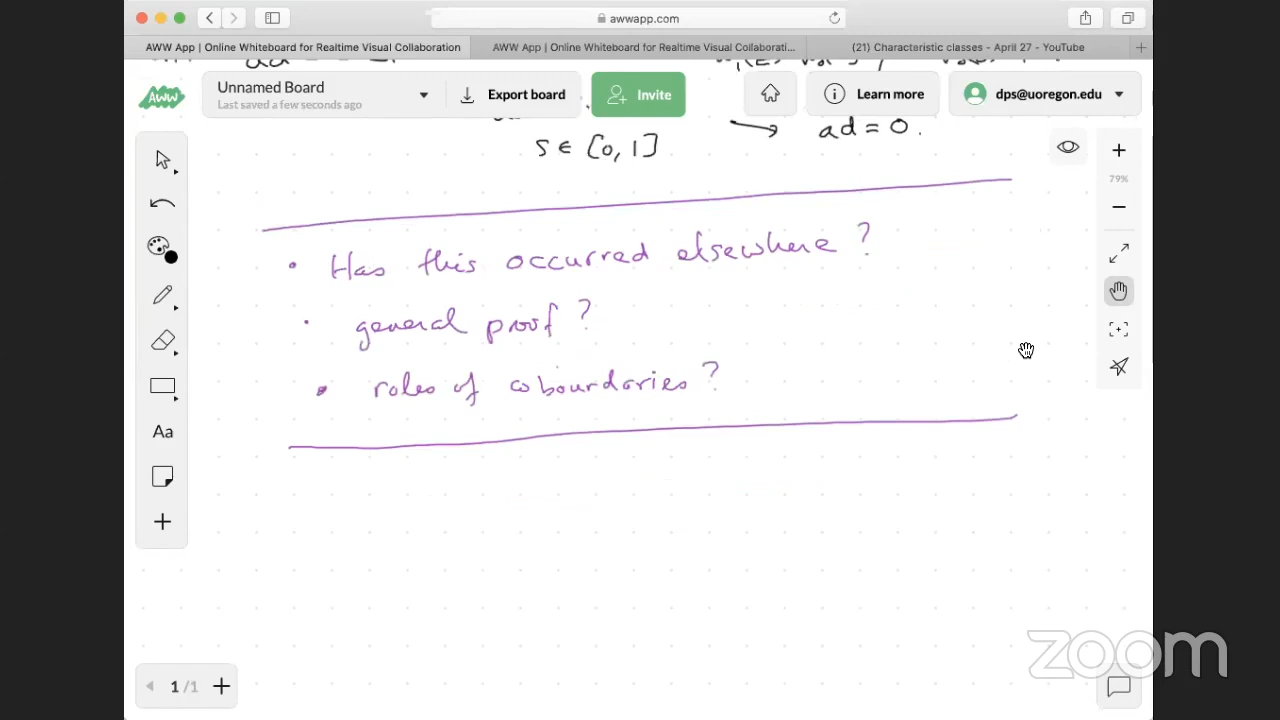 awwapp.com
AWW App | Online Whiteboard for Realtime Visual Collaboration
AWW App | Online Whiteboard for Realtime Visual Collaborati...
(21) Characteristic classes - April 27 - YouTube
AWW
Unnamed Board
Last saved a few seconds ago
Export board
Invite
Learn more
dps@uoregon.edu
s ∈ [0, 1]
→ ad = 0.
79%
• Has this occurred elsewhere ?
• general proof ?
• roles of coboundaries ?
Aa
1 /1
zoom